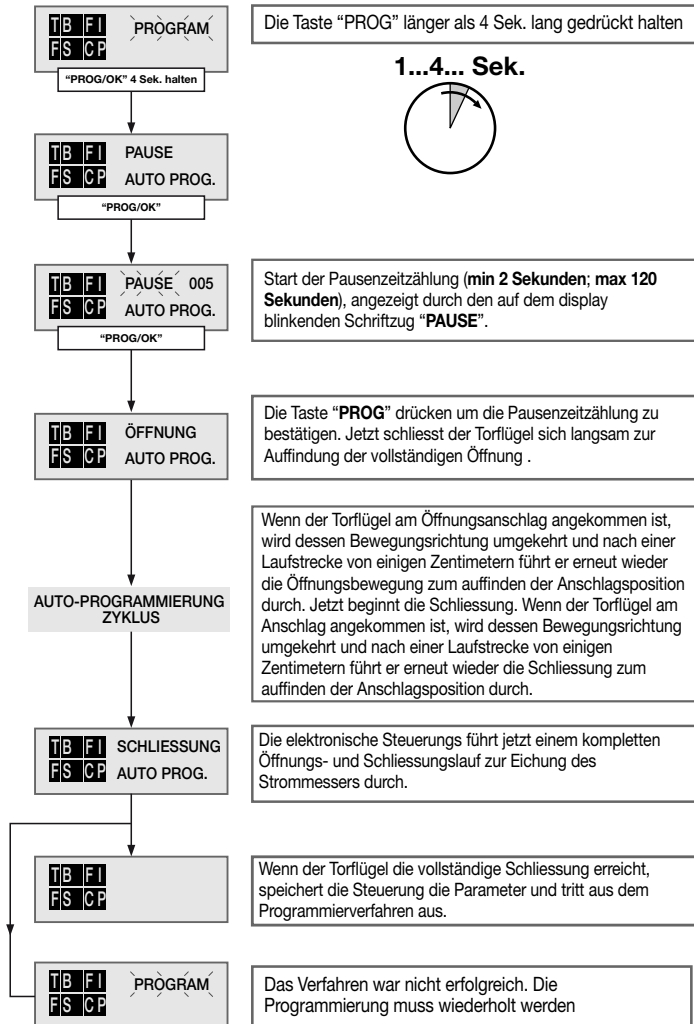 TB FI PROGRAM
FS CP
Die Taste “PROG” länger als 4 Sek. lang gedrückt halten
“PROG/OK” 4 Sek. halten
1...4... Sek.
TB FI PAUSE
FS CP AUTO PROG.
“PROG/OK”
TB FI PAUSE 005
FS CP AUTO PROG.
“PROG/OK”
Start der Pausenzeitzählung (min 2 Sekunden; max 120
Sekunden), angezeigt durch den auf dem display
blinkenden Schriftzug “PAUSE”.
TB FI ÖFFNUNG
FS CP AUTO PROG.
Die Taste “PROG” drücken um die Pausenzeitzählung zu
bestätigen. Jetzt schliesst der Torflügel sich langsam zur
Auffindung der vollständigen Öffnung .
Wenn der Torflügel am Öffnungsanschlag angekommen ist,
wird dessen Bewegungsrichtung umgekehrt und nach einer
Laufstrecke von einigen Zentimetern führt er erneut wieder
die Öffnungsbewegung zum auffinden der Anschlagsposition
durch. Jetzt beginnt die Schliessung. Wenn der Torflügel am
Anschlag angekommen ist, wird dessen Bewegungsrichtung
umgekehrt und nach einer Laufstrecke von einigen
Zentimetern führt er erneut wieder die Schliessung zum
auffinden der Anschlagsposition durch.
AUTO-PROGRAMMIERUNG
ZYKLUS
TB FI SCHLIESSUNG
FS CP AUTO PROG.
Die elektronische Steuerungs führt jetzt einem kompletten
Öffnungs- und Schliessungslauf zur Eichung des
Strommessers durch.
TB FI
FS CP
Wenn der Torflügel die vollständige Schliessung erreicht,
speichert die Steuerung die Parameter und tritt aus dem
Programmierverfahren aus.
TB FI PROGRAM
FS CP
Das Verfahren war nicht erfolgreich. Die
Programmierung muss wiederholt werden